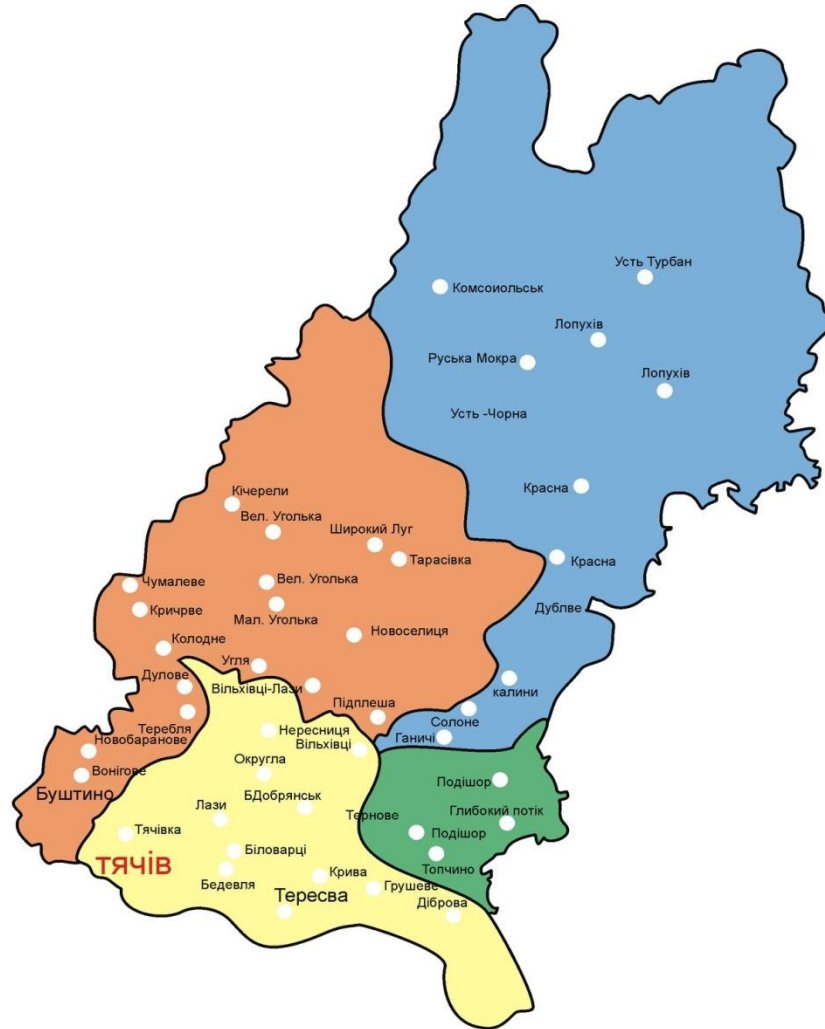 Усть Турбан
Комсоиольськ
Лопухів
Руська Мокра
Лопухів
Усть -Чорна
Красна
Кічерели
Вел. Уголька
Широкий Луг
Тарасівка
Красна
Чумалеве
Вел. Уголька
Кричрве
Мал. Уголька
Дублве
Новоселиця
Колодне
Угля
Дулове
Вільхівці-Лази
калини
Підплеша
Теребля
Солоне
Нересниця
Ганичі
Новобаранове
Вільхівці
Округла
Вонігове
Подішор
Буштино
БДобрянськ
Лази
Глибокий потік
Тернове
Тячівка
Подішор
Біловарці
тячів
Топчино
Бедевля
Крива
Грушеве
Тересва
Діброва